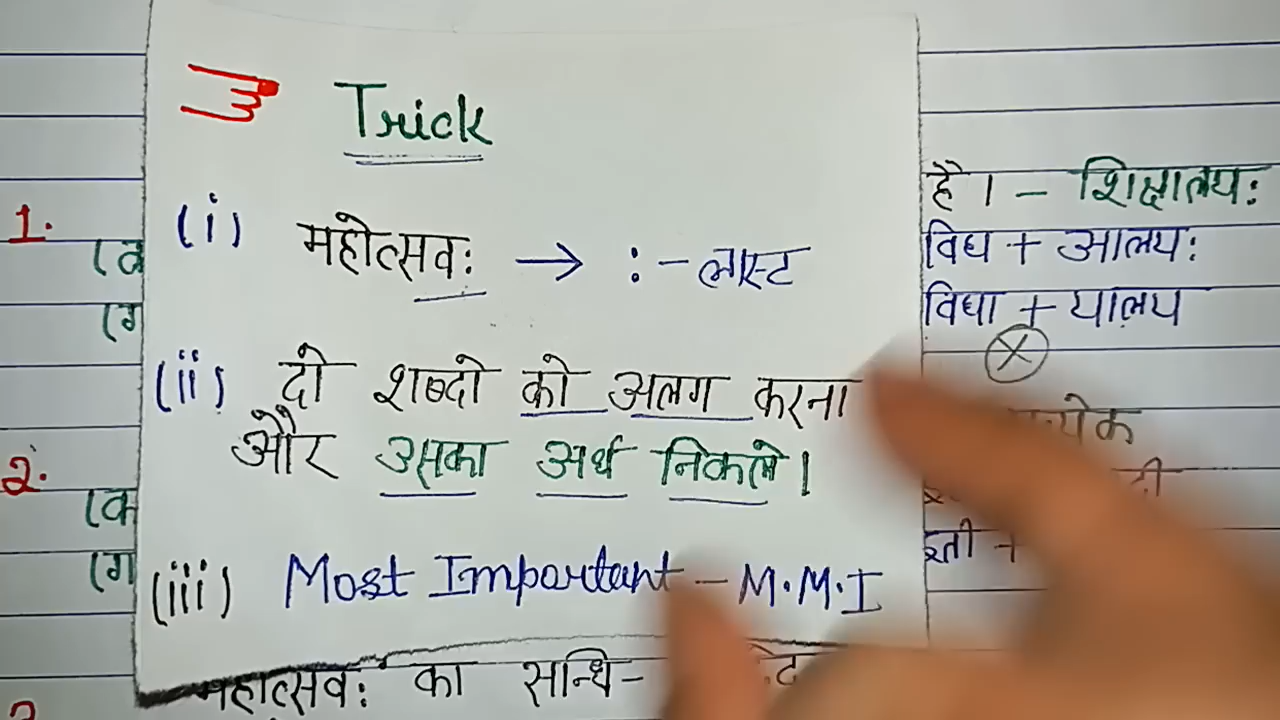 Trick
(i) महोत्सवः → : - लास्ट
(ii) दो शब्दो को अलग करना
और उसका अर्थ निकले।
(iii) Most Important - M.M.I
है। - शिक्षालयः
विध + आलयः
विधा + यालय
1.
2.
(क
(ग
महोत्सवः का सन्धि-